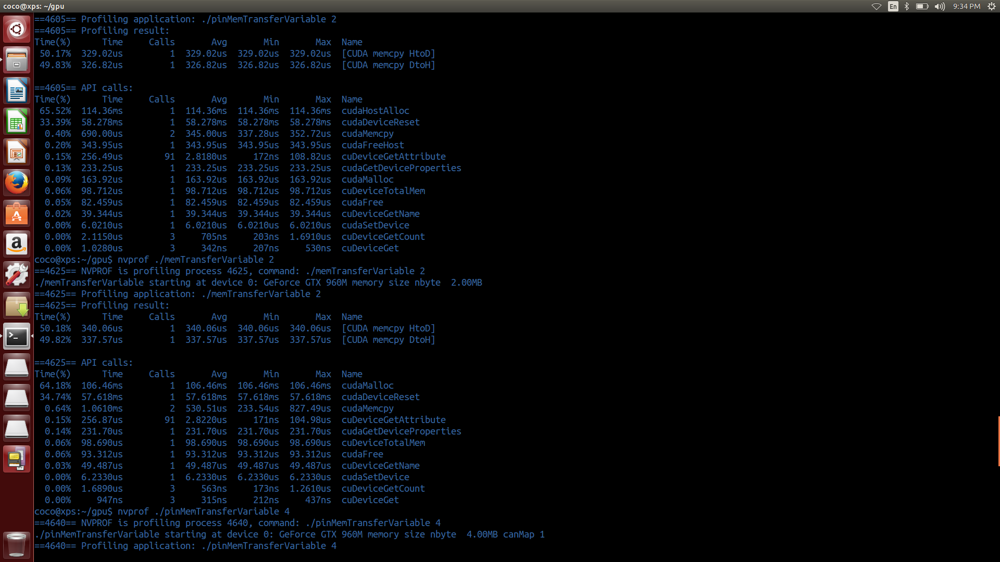 coco@xps: ~/gpu
En
9:34 PM
==4605== Profiling application: ./pinMemTransferVariable 2
==4605== Profiling result:
Time(%)      Time     Calls       Avg       Min       Max  Name
 50.17%  329.02us         1  329.02us  329.02us  329.02us  [CUDA memcpy HtoD]
 49.83%  326.82us         1  326.82us  326.82us  326.82us  [CUDA memcpy DtoH]
==4605== API calls:
Time(%)      Time     Calls       Avg       Min       Max  Name
 65.52%  114.36ms         1  114.36ms  114.36ms  114.36ms  cudaHostAlloc
 33.39%  58.278ms         1  58.278ms  58.278ms  58.278ms  cudaDeviceReset
  0.40%  690.00us         2  345.00us  337.28us  352.72us  cudaMemcpy
  0.20%  343.95us         1  343.95us  343.95us  343.95us  cudaFreeHost
  0.15%  256.49us        91  2.8180us     172ns  108.82us  cuDeviceGetAttribute
  0.13%  233.25us         1  233.25us  233.25us  233.25us  cudaGetDeviceProperties
  0.09%  163.92us         1  163.92us  163.92us  163.92us  cudaMalloc
  0.06%  98.712us         1  98.712us  98.712us  98.712us  cuDeviceTotalMem
  0.05%  82.459us         1  82.459us  82.459us  82.459us  cudaFree
  0.02%  39.344us         1  39.344us  39.344us  39.344us  cuDeviceGetName
  0.00%  6.0210us         1  6.0210us  6.0210us  6.0210us  cudaSetDevice
  0.00%  2.1150us         3     705ns     203ns  1.6910us  cuDeviceGetCount
  0.00%  1.0280us         3     342ns     207ns     530ns  cuDeviceGet
coco@xps:~/gpu$ nvprof ./memTransferVariable 2
==4625== NVPROF is profiling process 4625, command: ./memTransferVariable 2
./memTransferVariable starting at device 0: GeForce GTX 960M memory size nbyte  2.00MB
==4625== Profiling application: ./memTransferVariable 2
==4625== Profiling result:
Time(%)      Time     Calls       Avg       Min       Max  Name
 50.18%  340.06us         1  340.06us  340.06us  340.06us  [CUDA memcpy HtoD]
 49.82%  337.57us         1  337.57us  337.57us  337.57us  [CUDA memcpy DtoH]
==4625== API calls:
Time(%)      Time     Calls       Avg       Min       Max  Name
 64.18%  106.46ms         1  106.46ms  106.46ms  106.46ms  cudaMalloc
 34.74%  57.618ms         1  57.618ms  57.618ms  57.618ms  cudaDeviceReset
  0.64%  1.0610ms         2  530.51us  233.54us  827.49us  cudaMemcpy
  0.15%  256.87us        91  2.8220us     171ns  104.98us  cuDeviceGetAttribute
  0.14%  231.70us         1  231.70us  231.70us  231.70us  cudaGetDeviceProperties
  0.06%  98.690us         1  98.690us  98.690us  98.690us  cuDeviceTotalMem
  0.06%  93.312us         1  93.312us  93.312us  93.312us  cudaFree
  0.03%  49.487us         1  49.487us  49.487us  49.487us  cuDeviceGetName
  0.00%  6.2330us         1  6.2330us  6.2330us  6.2330us  cudaSetDevice
  0.00%  1.6890us         3     563ns     173ns  1.2610us  cuDeviceGetCount
  0.00%     947ns         3     315ns     212ns     437ns  cuDeviceGet
coco@xps:~/gpu$ nvprof ./pinMemTransferVariable 4
==4640== NVPROF is profiling process 4640, command: ./pinMemTransferVariable 4
./pinMemTransferVariable starting at device 0: GeForce GTX 960M memory size nbyte  4.00MB canMap 1
==4640== Profiling application: ./pinMemTransferVariable 4